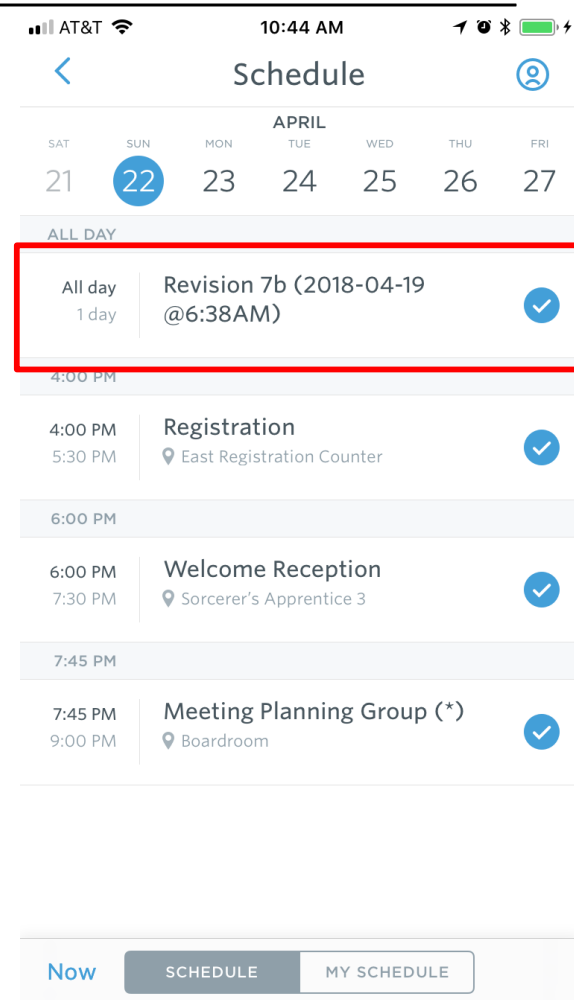 AT&T 10:44 AM
Schedule
APRIL
SAT SUN MON TUE WED THU FRI
21 22 23 24 25 26 27
ALL DAY
All day Revision 7b (2018-04-19
1 day @6:38AM)
4:00 PM
4:00 PM Registration
5:30 PM East Registration Counter
6:00 PM
6:00 PM Welcome Reception
7:30 PM Sorcerer's Apprentice 3
7:45 PM
7:45 PM Meeting Planning Group (*)
9:00 PM Boardroom
Now SCHEDULE MY SCHEDULE